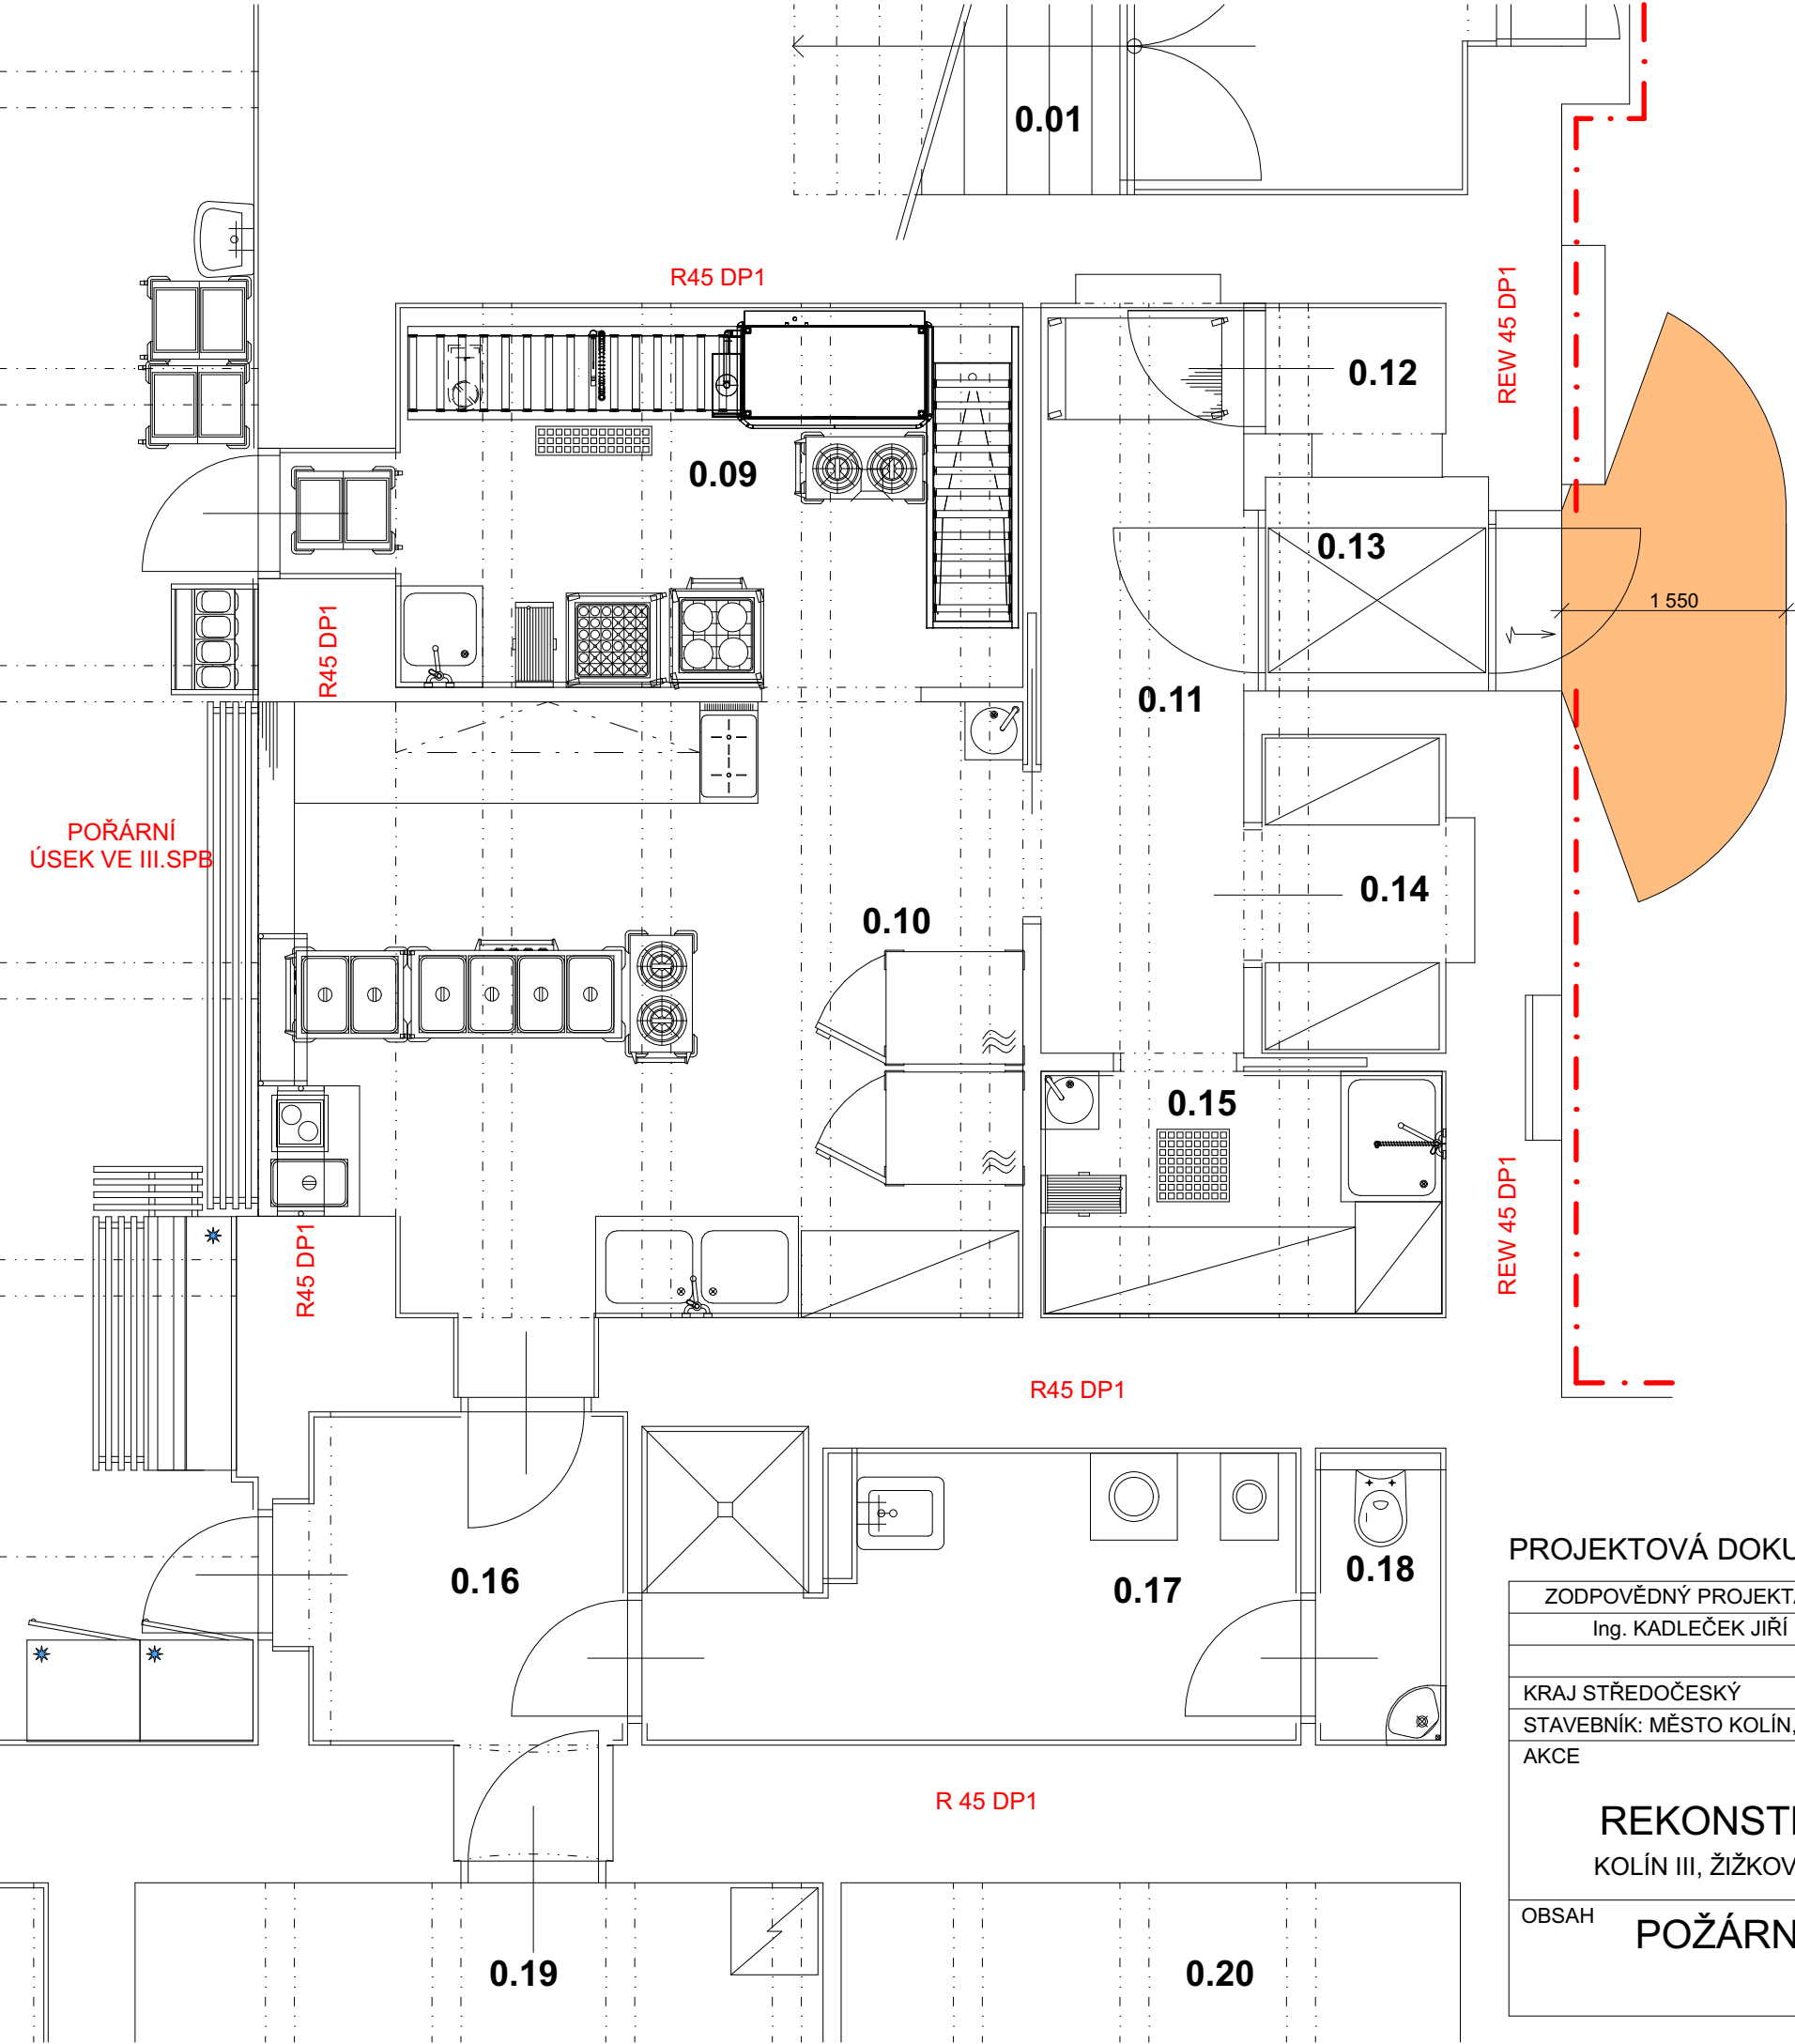 0.01
R45 DP1
REW 45 DP1
0.12
0.09
0.13
1 550
R45 DP1
0.11
POŘÁRNÍ
ÚSEK VE III.SPB
0.14
0.10
0.15
REW 45 DP1
R45 DP1
R45 DP1
0.16
0.17
0.18
PROJEKTOVÁ DOKU
ZODPOVĚDNÝ PROJEKTA
Ing. KADLEČEK JIŘÍ
KRAJ STŘEDOČESKÝ
STAVEBNÍK: MĚSTO KOLÍN,
AKCE
R 45 DP1
REKONST
KOLÍN III, ŽIŽKOV
OBSAH
POŽÁRN
0.19
0.20